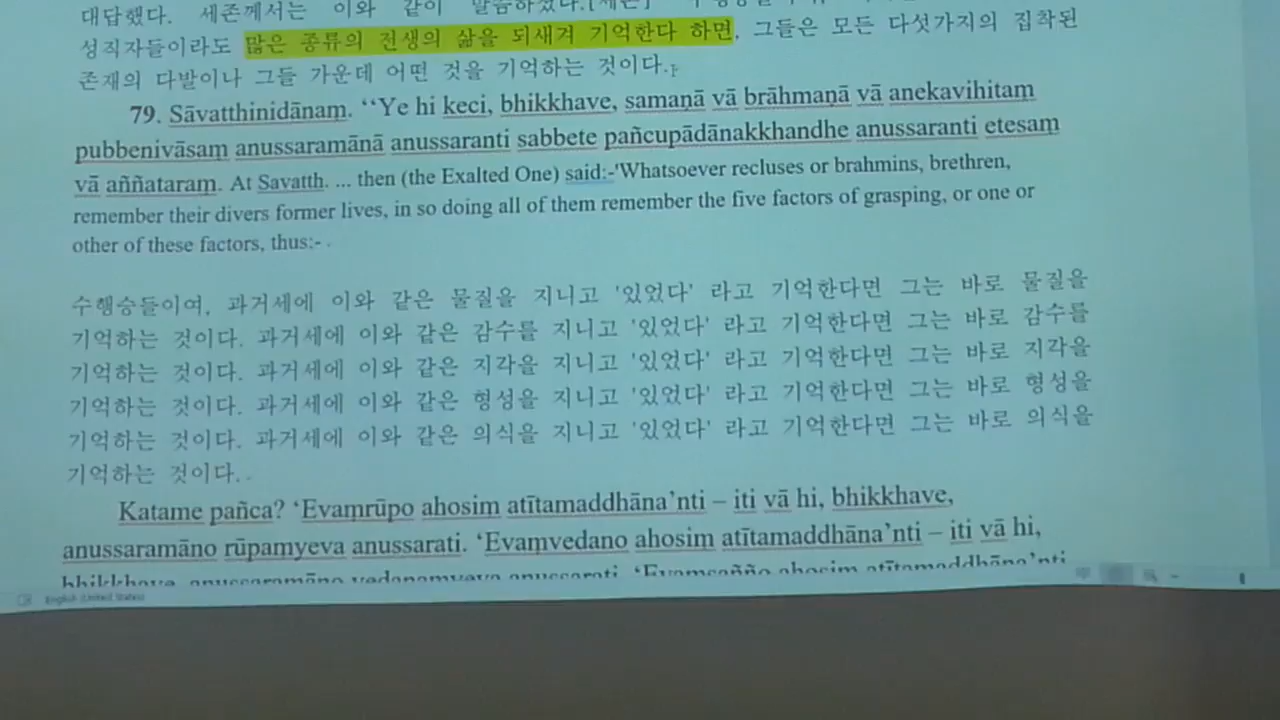 대답했다. 세존께서는 이와 같이 말씀하셨다.[세존]
성직자들이라도 많은 종류의 전생의 삶을 되새겨 기억한다 하면, 그들은 모든 다섯가지의 집착된
존재의 다발이나 그들 가운데 어떤 것을 기억하는 것이다.
79. Sāvatthinidānaṃ. “Ye hi keci, bhikkhave, samaṇā vā brāhmaṇā vā anekavihitaṃ
pubbenivāsaṃ anussaramānā anussaranti sabbete pañcupādānakkhandhe anussaranti etesaṃ
vā aññataraṃ. At Savatth. ... then (the Exalted One) said:-'Whatsoever recluses or brahmins, brethren,
remember their divers former lives, in so doing all of them remember the five factors of grasping, or one or
other of these factors, thus:-
수행승들이여, 과거세에 이와 같은 물질을 지니고 '있었다' 라고 기억한다면 그는 바로 물질을
기억하는 것이다. 과거세에 이와 같은 감수를 지니고 '있었다' 라고 기억한다면 그는 바로 감수를
기억하는 것이다. 과거세에 이와 같은 지각을 지니고 '있었다' 라고 기억한다면 그는 바로 지각을
기억하는 것이다. 과거세에 이와 같은 형성을 지니고 '있었다' 라고 기억한다면 그는 바로 형성을
기억하는 것이다. 과거세에 이와 같은 의식을 지니고 '있었다' 라고 기억한다면 그는 바로 의식을
기억하는 것이다.
Katame pañca? ‘Evaṃrūpo ahosiṃ atītamaddhāna’nti – iti vā hi, bhikkhave,
anussaramāno rūpaṃyeva anussarati. ‘Evaṃvedano ahosiṃ atītamaddhāna’nti – iti vā hi,
bhikkhave, anussaramāno vedanaṃyeva anussarati. ‘Evaṃsañño ahosiṃ atītamaddhāna’nti
English (United States)